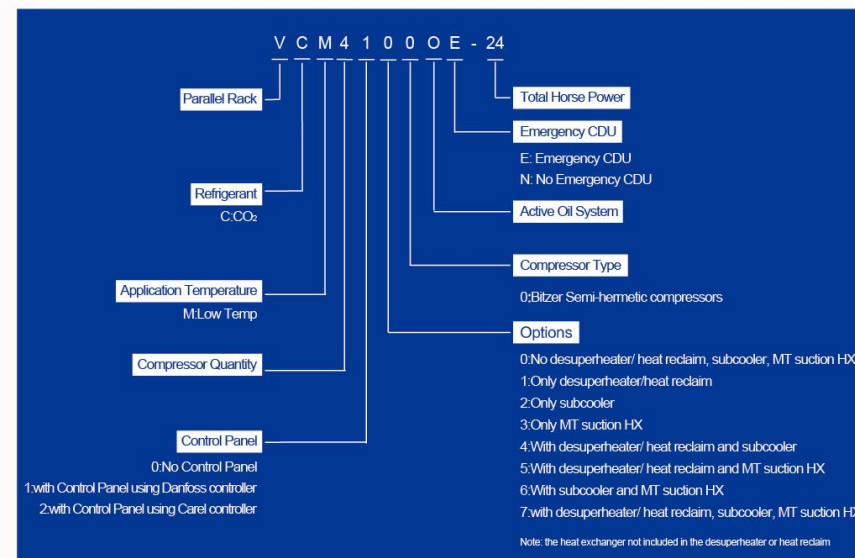 V C M 4 1 0 0 O E - 24
Parallel Rack
Refrigerant
C:CO₂
Application Temperature
M:Low Temp
Compressor Quantity
Control Panel
0:No Control Panel
1:with Control Panel using Danfoss controller
2:with Control Panel using Carel controller
Total Horse Power
Emergency CDU
E: Emergency CDU
N: No Emergency CDU
Active Oil System
Compressor Type
0:Bitzer Semi-hermetic compressors
Options
0:No desuperheater/ heat reclaim, subcooler, MT suction HX
1:Only desuperheater/heat reclaim
2:Only subcooler
3:Only MT suction HX
4:With desuperheater/ heat reclaim and subcooler
5:With desuperheater/ heat reclaim and MT suction HX
6:With subcooler and MT suction HX
7:with desuperheater/ heat reclaim, subcooler, MT suction HX
Note: the heat exchanger not included in the desuperheater or heat reclaim